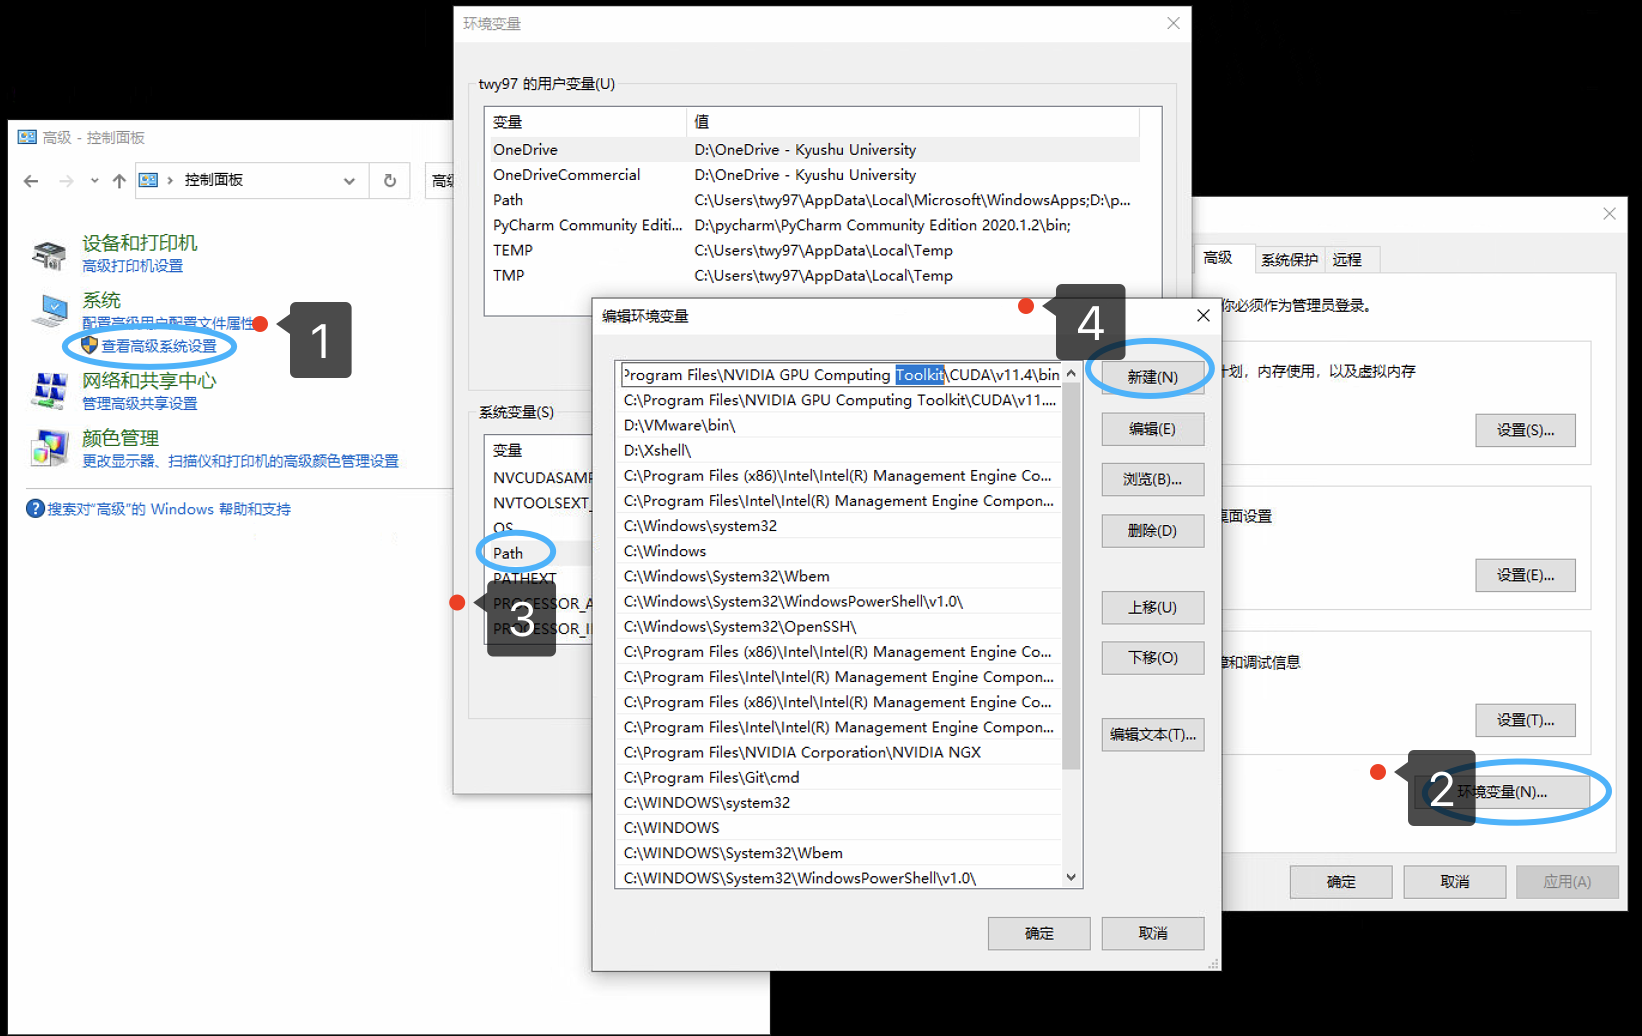 环境变量
twy97 的用户变量(U)
变量 值
OneDrive D:\OneDrive - Kyushu University
OneDriveCommercial D:\OneDrive - Kyushu University
Path C:\Users\twy97\AppData\Local\Microsoft\WindowsApps;D:\p...
PyCharm Community Editi... D:\pycharm\PyCharm Community Edition 2020.1.2\bin;
TEMP C:\Users\twy97\AppData\Local\Temp
TMP C:\Users\twy97\AppData\Local\Temp
系统变量(S)
变量
NVCUDASAMP
NVTOOLSEXT_
OS
Path
PATHEXT
PROCESSOR_A
PROCESSOR_I
3
高级 - 控制面板
控制面板
高级
设备和打印机
高级打印机设置
系统
配置高级用户配置文件属性
查看高级系统设置
1
网络和共享中心
管理高级共享设置
颜色管理
更改显示器、扫描仪和打印机的高级颜色管理设置
搜索对"高级"的 Windows 帮助和支持
编辑环境变量
4
Program Files\NVIDIA GPU Computing Toolkit\CUDA\v11.4\bin
C:\Program Files\NVIDIA GPU Computing Toolkit\CUDA\v11....
D:\VMware\bin\
D:\Xshell\
C:\Program Files (x86)\Intel\Intel(R) Management Engine Co...
C:\Program Files\Intel\Intel(R) Management Engine Compon...
C:\Windows\system32
C:\Windows
C:\Windows\System32\Wbem
C:\Windows\System32\WindowsPowerShell\v1.0\
C:\Windows\System32\OpenSSH\
C:\Program Files (x86)\Intel\Intel(R) Management Engine Co...
C:\Program Files\Intel\Intel(R) Management Engine Compon...
C:\Program Files (x86)\Intel\Intel(R) Management Engine Co...
C:\Program Files\Intel\Intel(R) Management Engine Compon...
C:\Program Files\NVIDIA Corporation\NVIDIA NGX
C:\Program Files\Git\cmd
C:\WINDOWS\system32
C:\WINDOWS
C:\WINDOWS\System32\Wbem
C:\WINDOWS\System32\WindowsPowerShell\v1.0\
新建(N)
编辑(E)
浏览(B)...
删除(D)
上移(U)
下移(O)
编辑文本(T)...
确定 取消
高级 系统保护 远程
你必须作为管理员登录。
计划，内存使用，以及虚拟内存
设置(S)...
桌面设置
设置(E)...
和调试信息
设置(T)...
2
环境变量(N)...
确定 取消 应用(A)